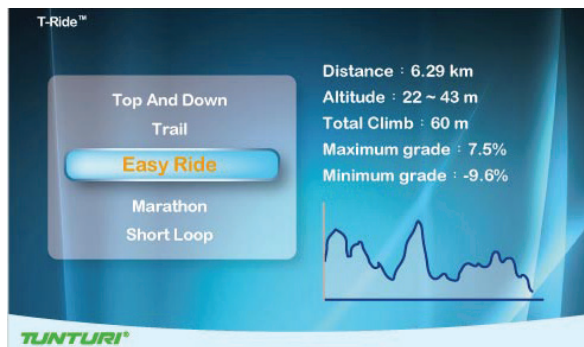 T-Ride™
Top And Down
Trail
Easy Ride
Marathon
Short Loop
Distance : 6.29 km
Altitude : 22 ~ 43 m
Total Climb : 60 m
Maximum grade : 7.5%
Minimum grade : -9.6%
TUNTURI®